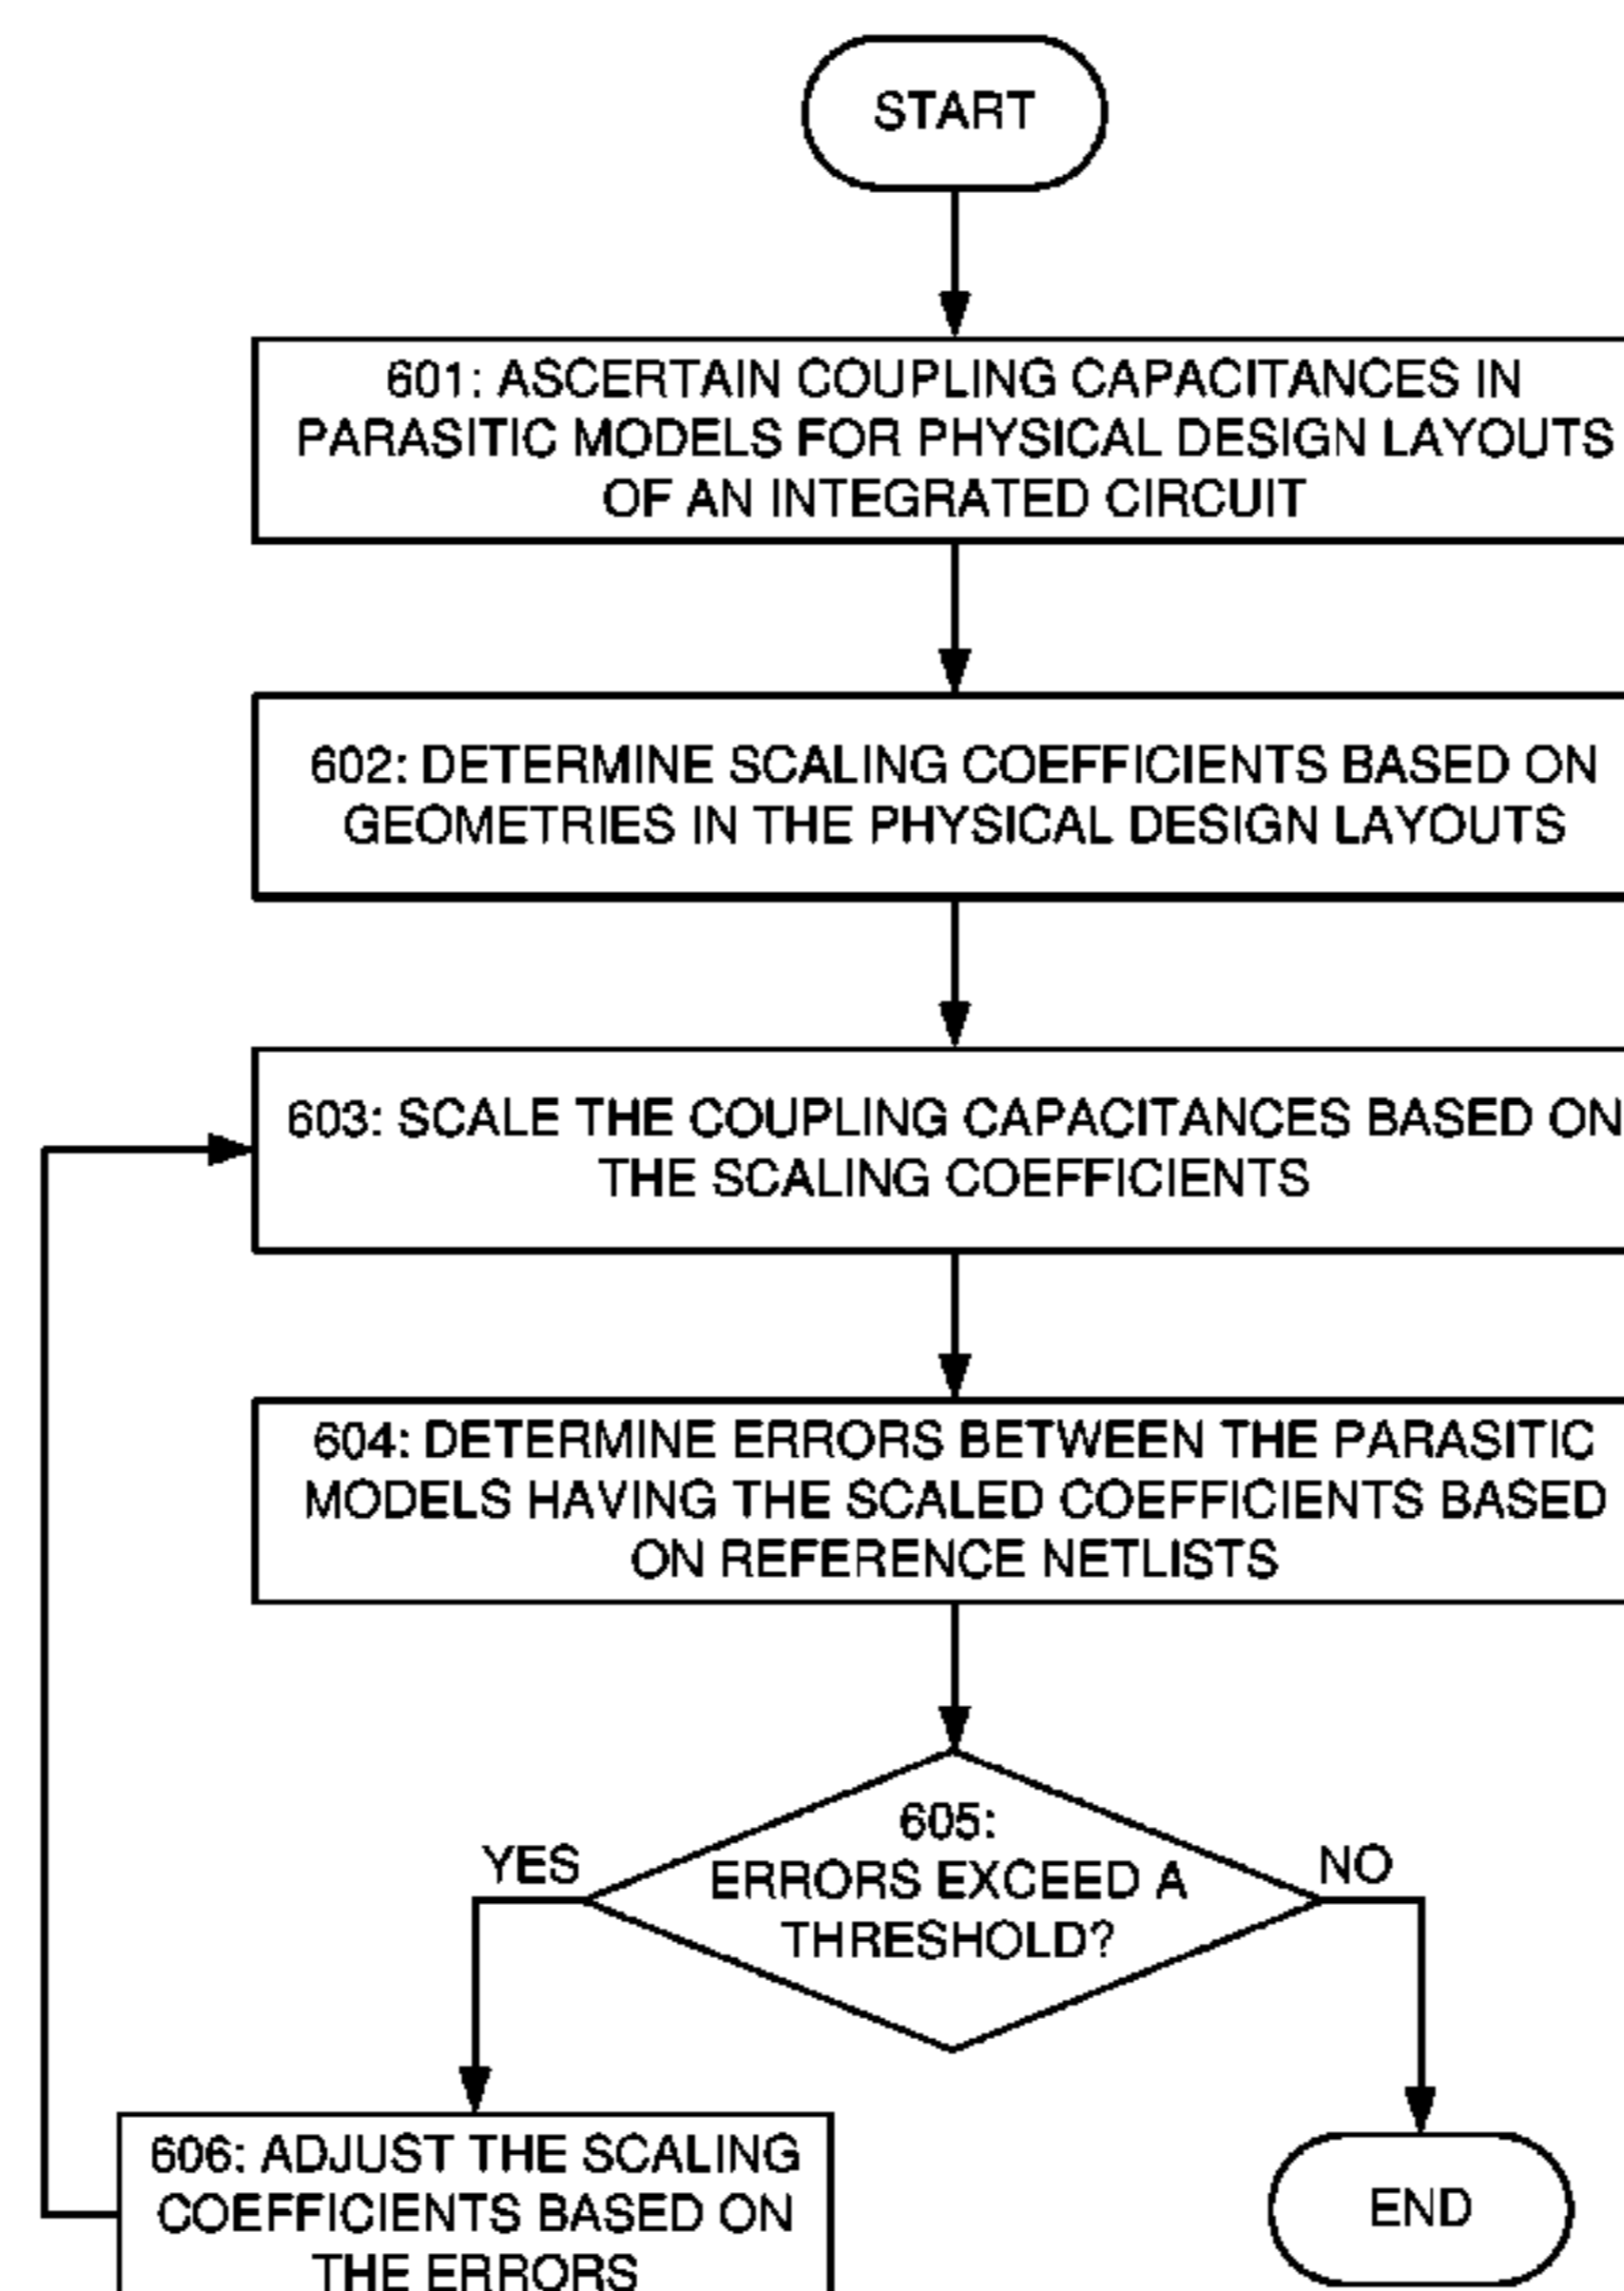 START
601: ASCERTAIN COUPLING CAPACITANCES IN
PARASITIC MODELS FOR PHYSICAL DESIGN LAYOUTS
OF AN INTEGRATED CIRCUIT
602: DETERMINE SCALING COEFFICIENTS BASED ON
GEOMETRIES IN THE PHYSICAL DESIGN LAYOUTS
603: SCALE THE COUPLING CAPACITANCES BASED ON
THE SCALING COEFFICIENTS
604: DETERMINE ERRORS BETWEEN THE PARASITIC
MODELS HAVING THE SCALED COEFFICIENTS BASED
ON REFERENCE NETLISTS
605:
ERRORS EXCEED A
THRESHOLD?
YES
NO
606: ADJUST THE SCALING
COEFFICIENTS BASED ON
THE ERRORS
END